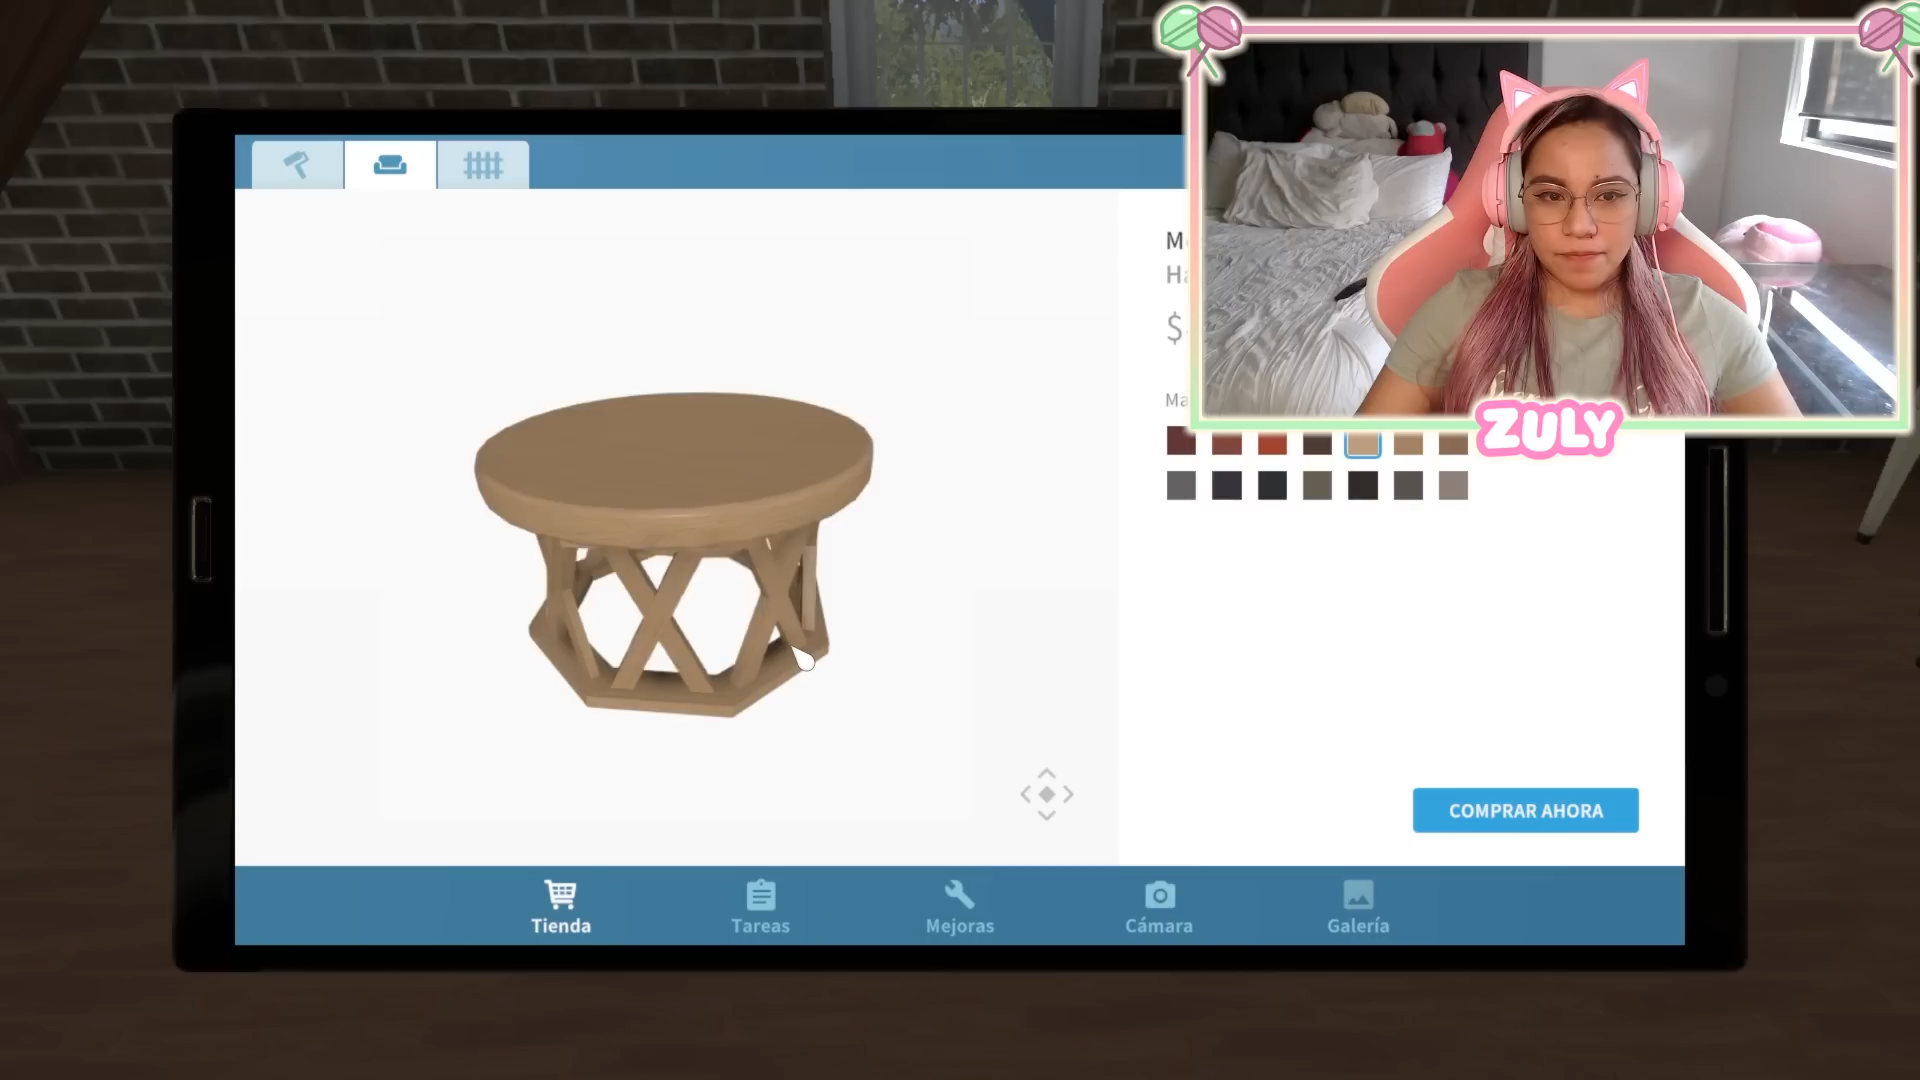 ZULY
COMPRAR AHORA
Tienda
Tareas
Mejoras
Cámara
Galería